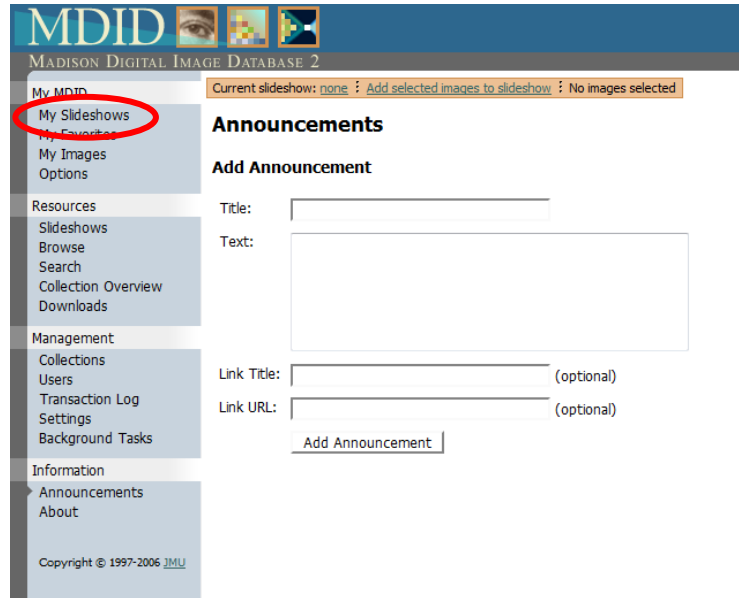 MDID
MADISON DIGITAL IMAGE DATABASE 2
My MDID
My Slideshows
My Favorites
My Images
Options
Resources
Slideshows
Browse
Search
Collection Overview
Downloads
Management
Collections
Users
Transaction Log
Settings
Background Tasks
Information
Announcements
About
Copyright © 1997-2006 JMU
Current slideshow: none ⋮ Add selected images to slideshow ⋮ No images selected
Announcements
Add Announcement
Title:
Text:
Link Title: (optional)
Link URL: (optional)
Add Announcement